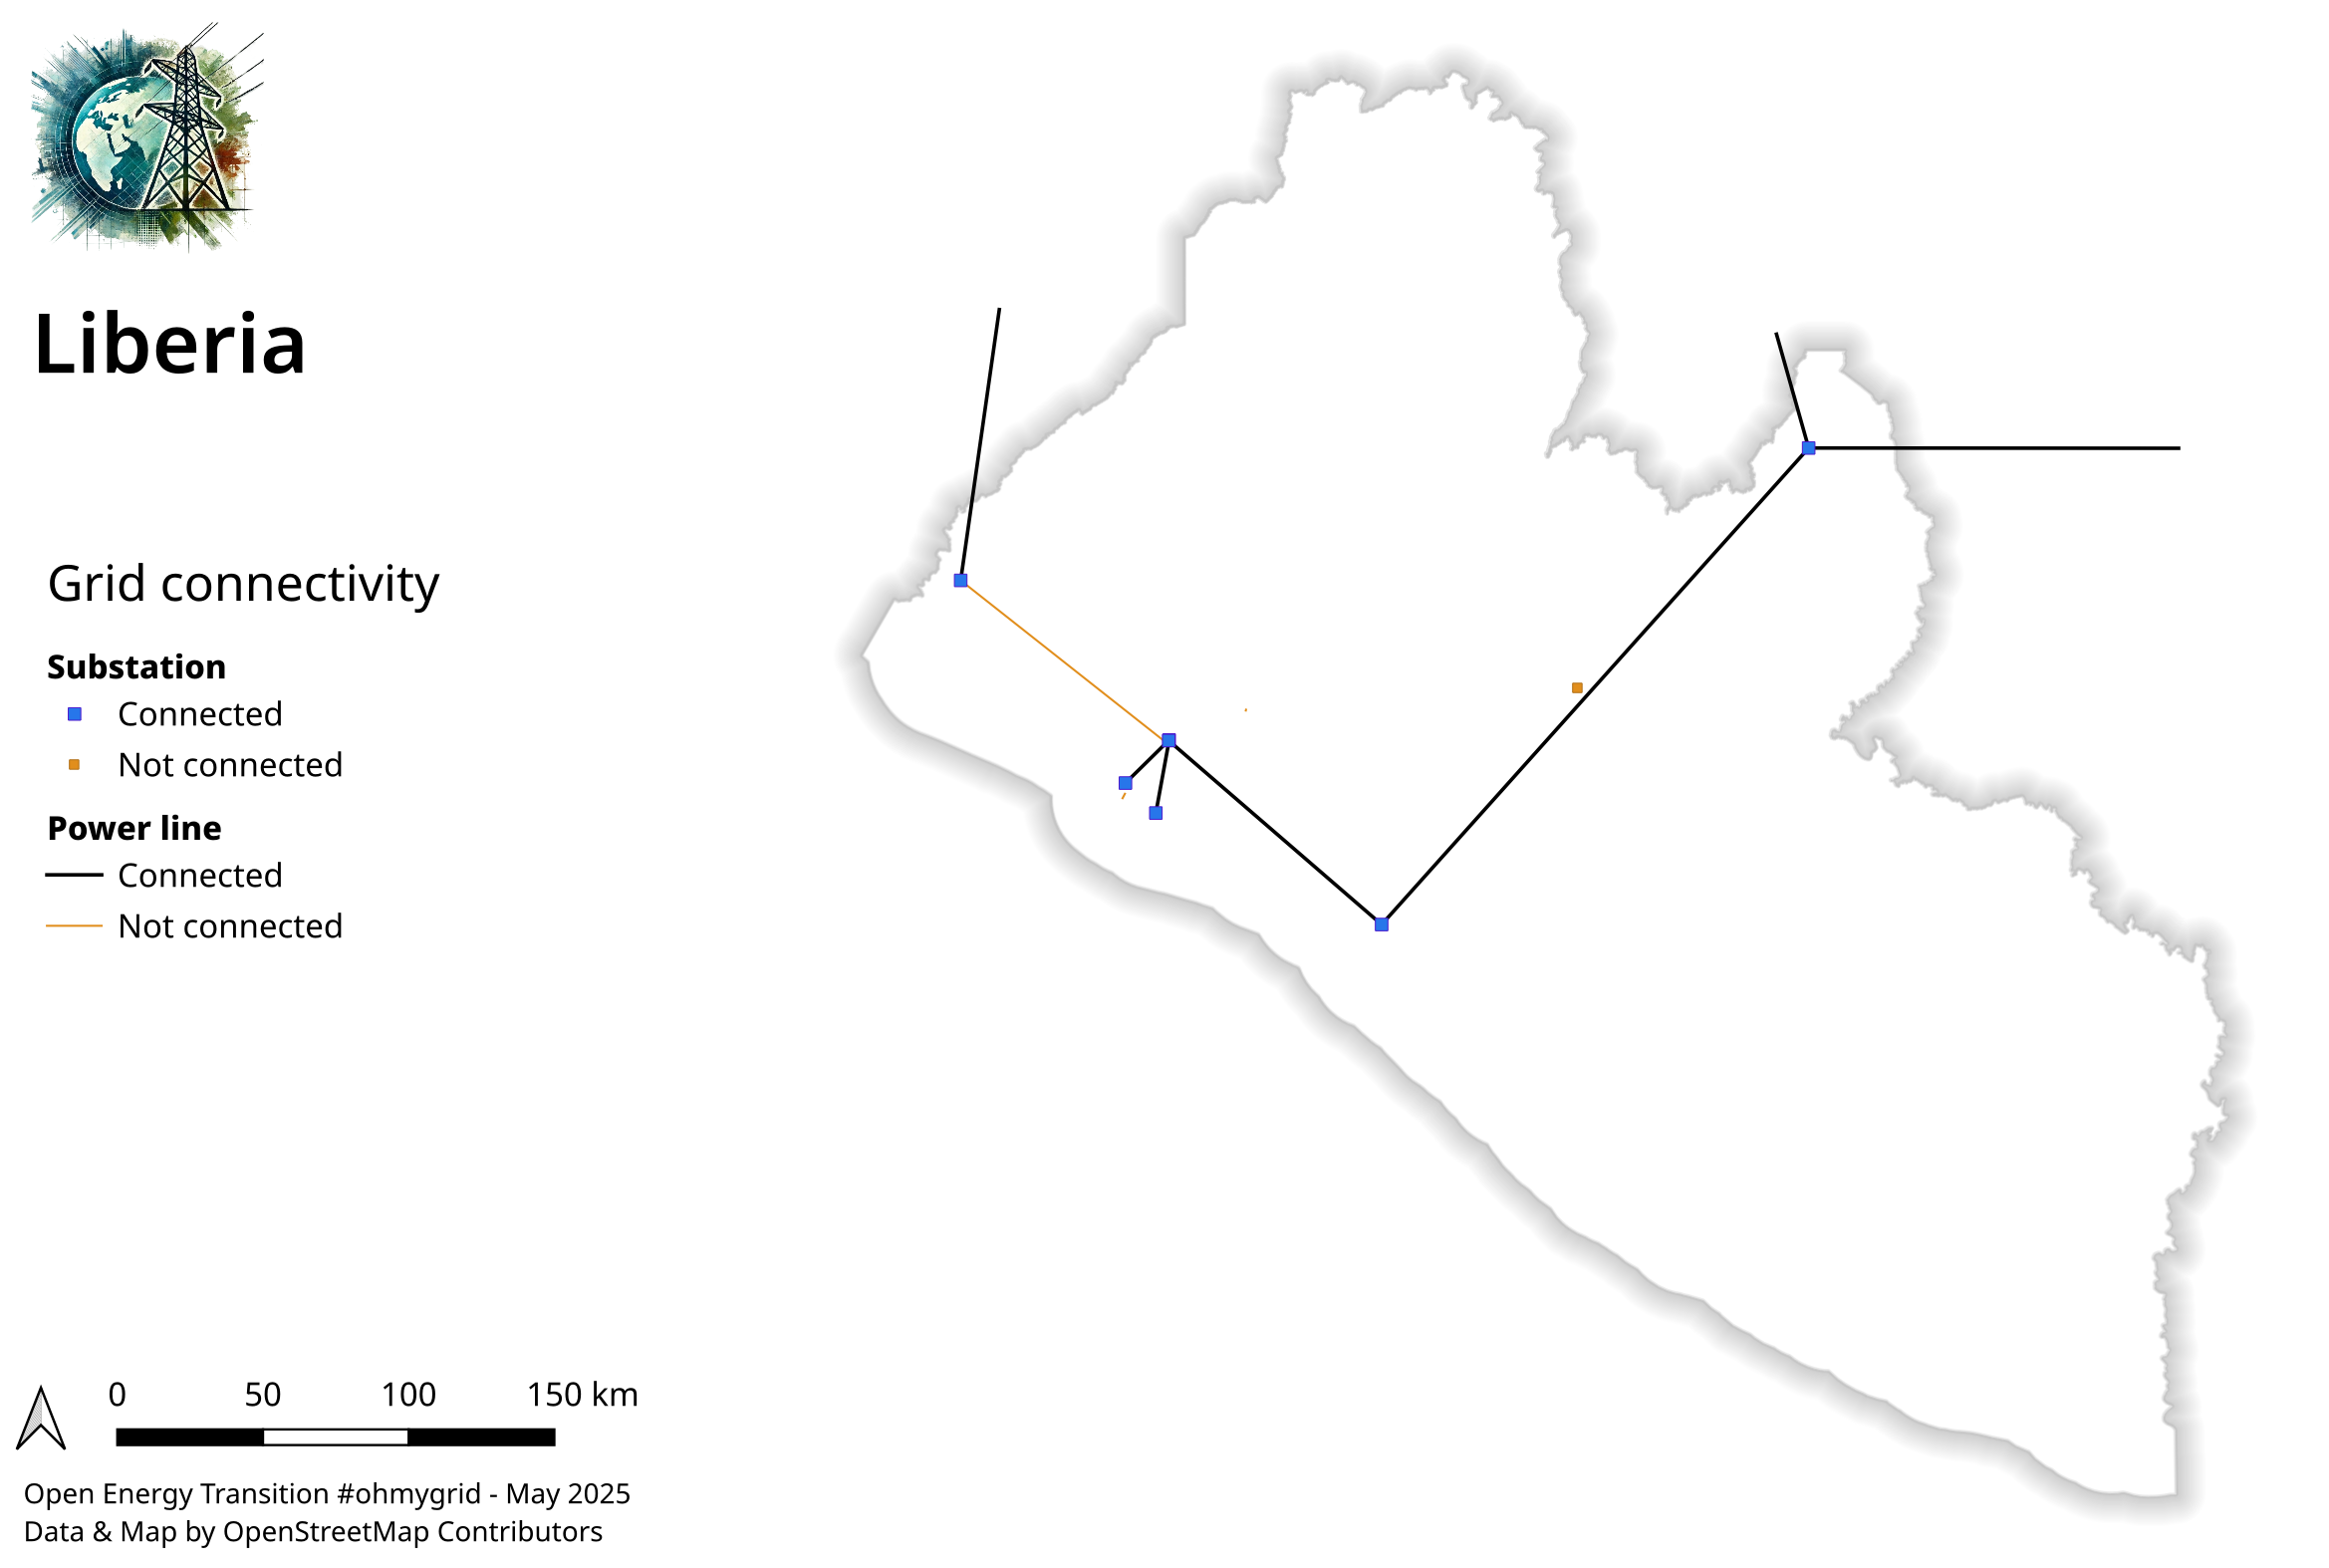 Liberia
Grid connectivity
Substation
Connected
Not connected
Power line
Connected
Not connected
0 50 100 150 km
Open Energy Transition #ohmygrid - May 2025
Data & Map by OpenStreetMap Contributors